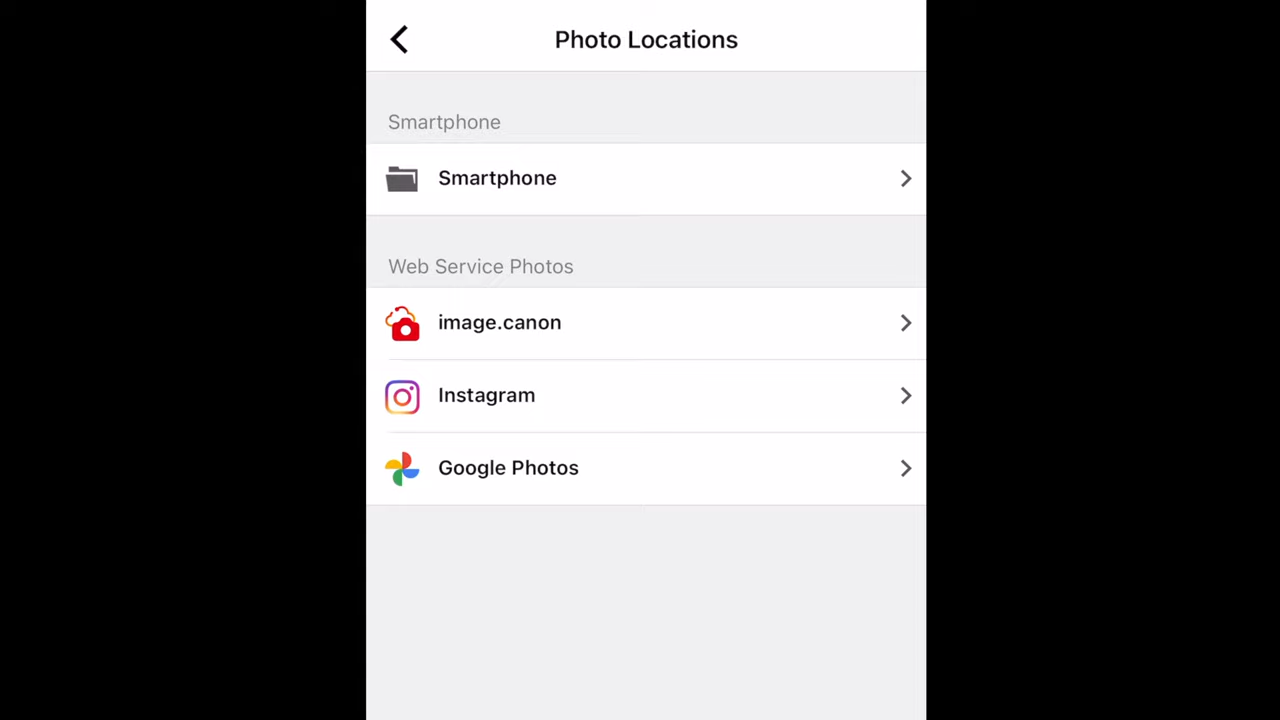 Photo Locations
Smartphone
Smartphone
Web Service Photos
image.canon
Instagram
Google Photos